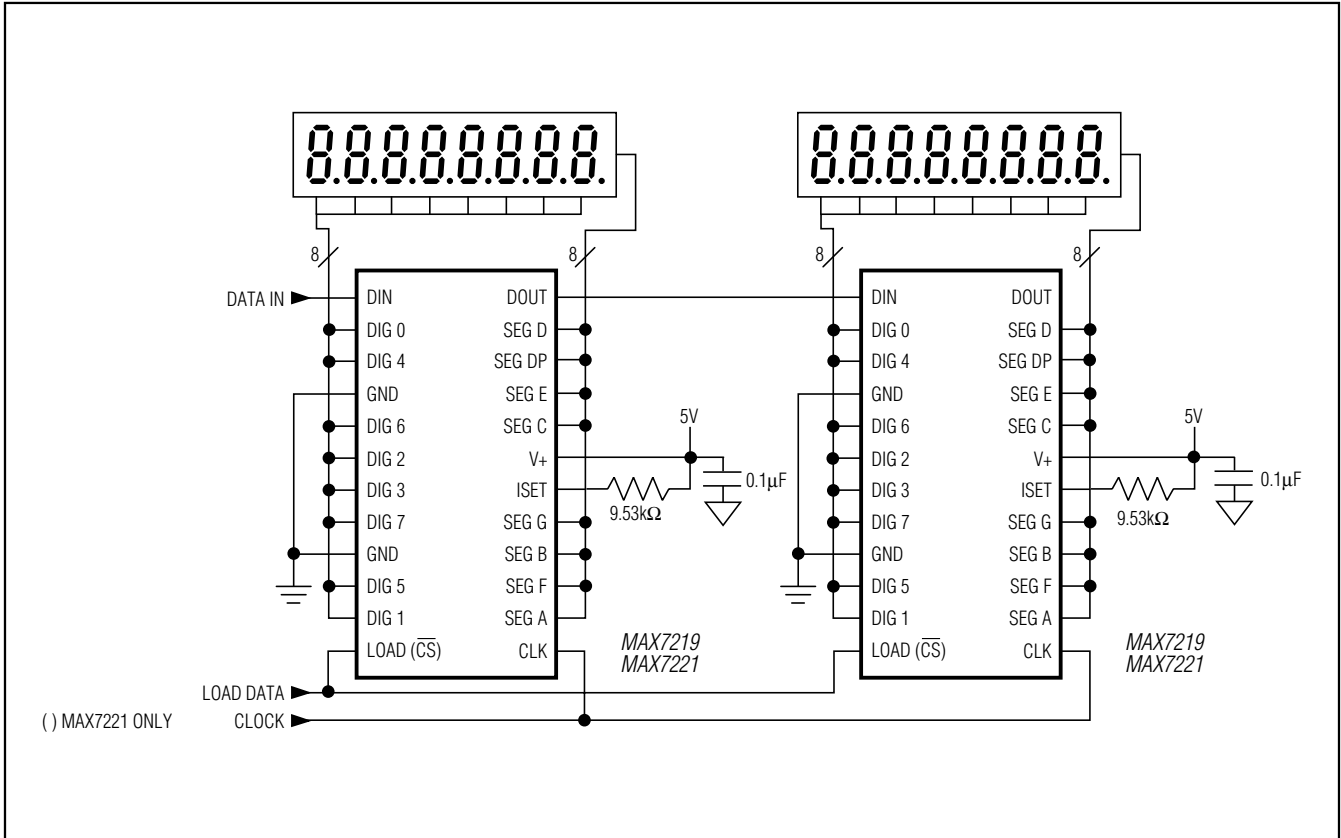 8.8.8.8.8.8.8.8.
8.8.8.8.8.8.8.8.
8
8
8
8
DATA IN
DIN
DOUT
DIG 0
SEG D
DIG 4
SEG DP
GND
SEG E
DIG 6
SEG C
DIG 2
V+
DIG 3
ISET
DIG 7
SEG G
GND
SEG B
DIG 5
SEG F
DIG 1
SEG A
LOAD (C̅S̅)
CLK
5V
0.1µF
9.53kΩ
MAX7219
MAX7221
DIN
DOUT
DIG 0
SEG D
DIG 4
SEG DP
GND
SEG E
DIG 6
SEG C
DIG 2
V+
DIG 3
ISET
DIG 7
SEG G
GND
SEG B
DIG 5
SEG F
DIG 1
SEG A
LOAD (C̅S̅)
CLK
5V
0.1µF
9.53kΩ
MAX7219
MAX7221
LOAD DATA
( ) MAX7221 ONLY
CLOCK